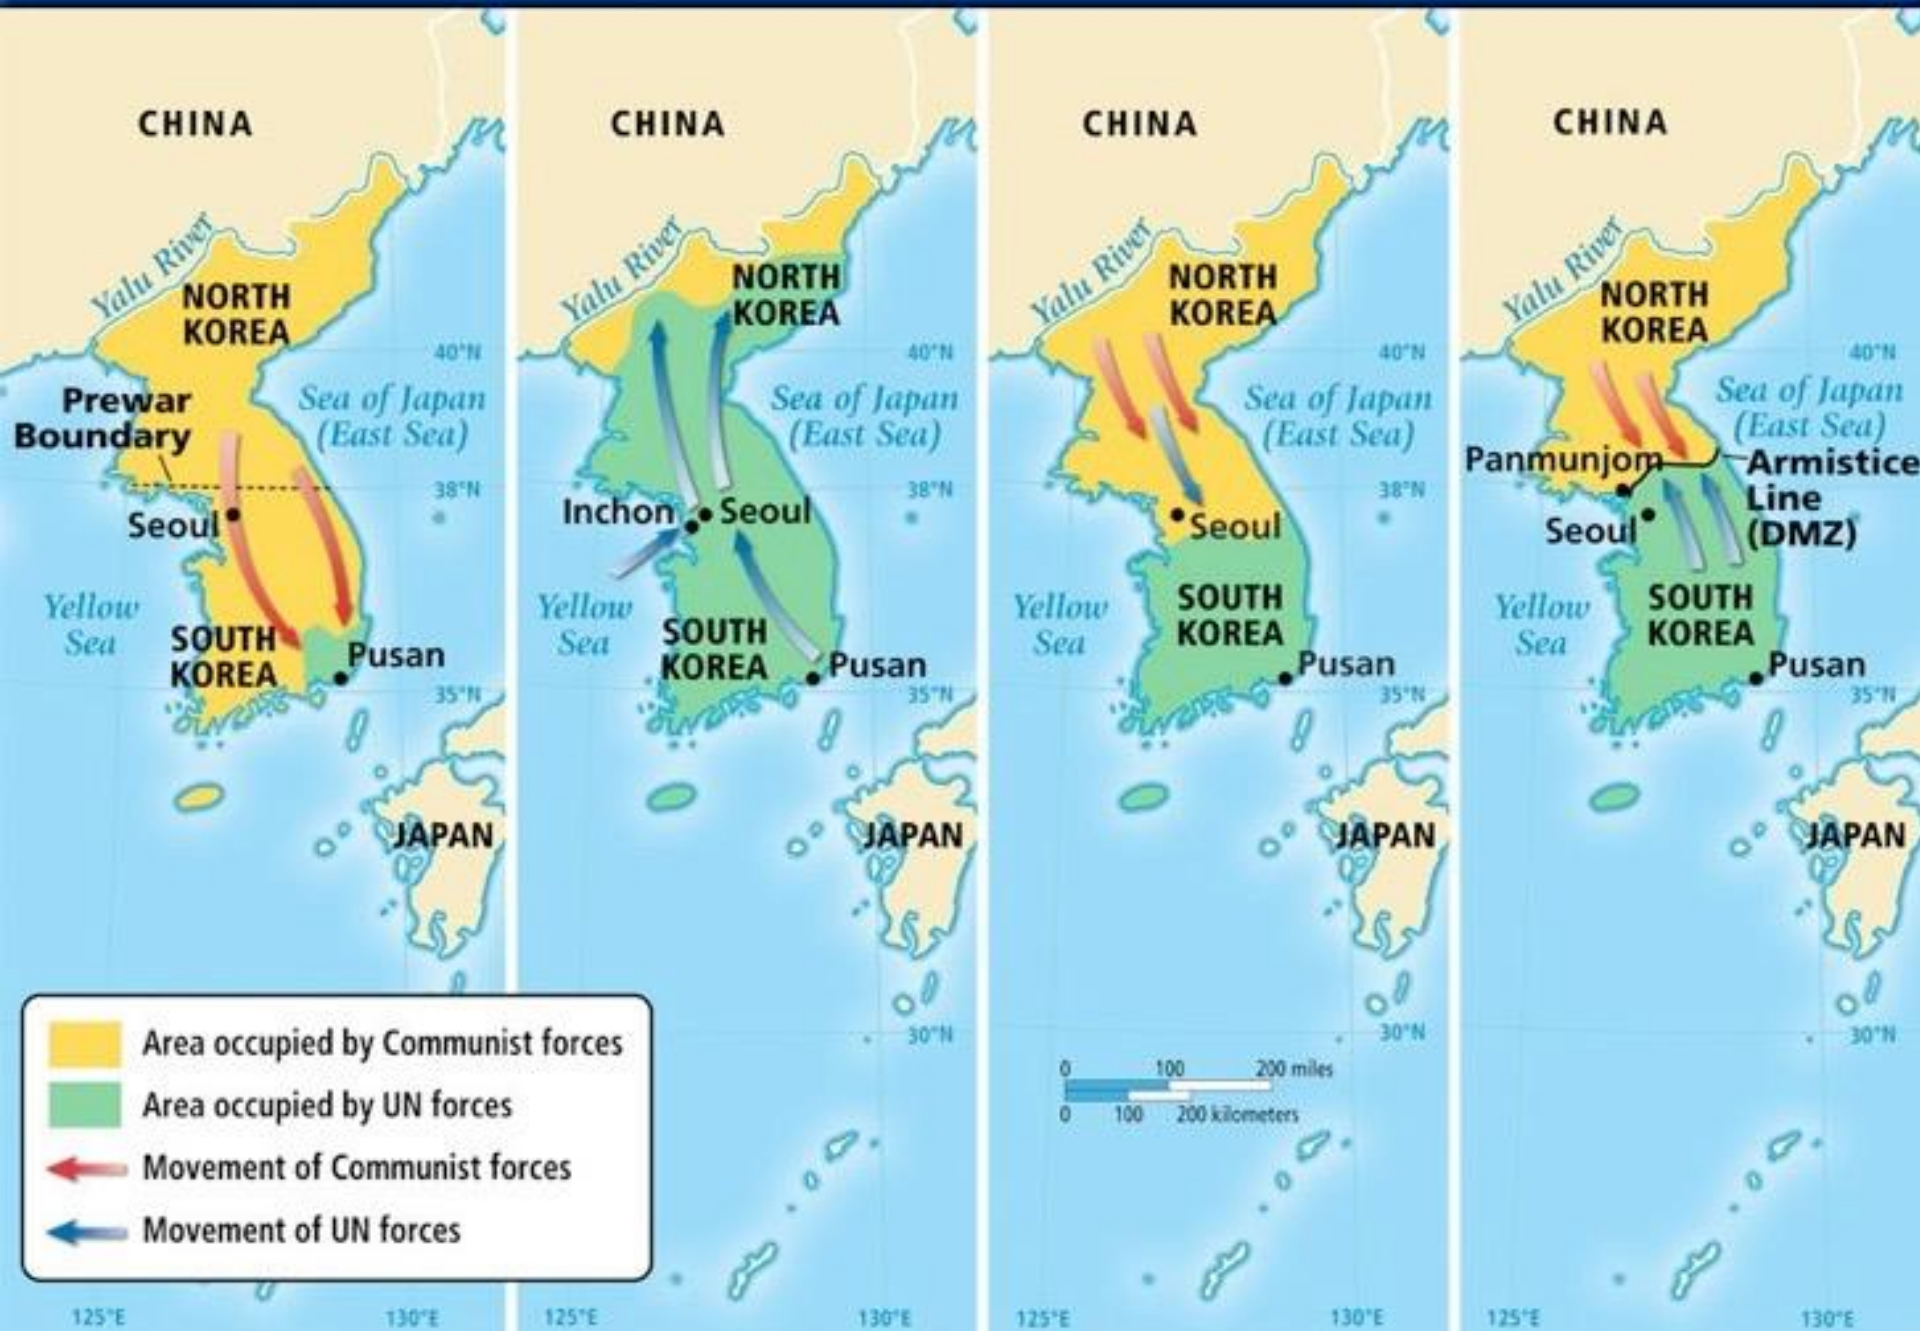 CHINA
Yalu River
NORTH
KOREA
40°N
Prewar
Boundary
Sea of Japan
(East Sea)
38°N
Seoul
Yellow
Sea
SOUTH
KOREA
Pusan
35°N
JAPAN
Area occupied by Communist forces
Area occupied by UN forces
Movement of Communist forces
Movement of UN forces
125°E
130°E
CHINA
Yalu River
NORTH
KOREA
40°N
Sea of Japan
(East Sea)
38°N
Inchon
Seoul
Yellow
Sea
SOUTH
KOREA
Pusan
35°N
JAPAN
30°N
125°E
130°E
CHINA
Yalu River
NORTH
KOREA
40°N
Sea of Japan
(East Sea)
38°N
Seoul
Yellow
Sea
SOUTH
KOREA
Pusan
35°N
JAPAN
30°N
0 100 200 miles
0 100 200 kilometers
125°E
130°E
CHINA
Yalu River
NORTH
KOREA
40°N
Sea of Japan
(East Sea)
Panmunjom
Armistice
Line
(DMZ)
38°N
Seoul
Yellow
Sea
SOUTH
KOREA
Pusan
35°N
JAPAN
30°N
125°E
130°E